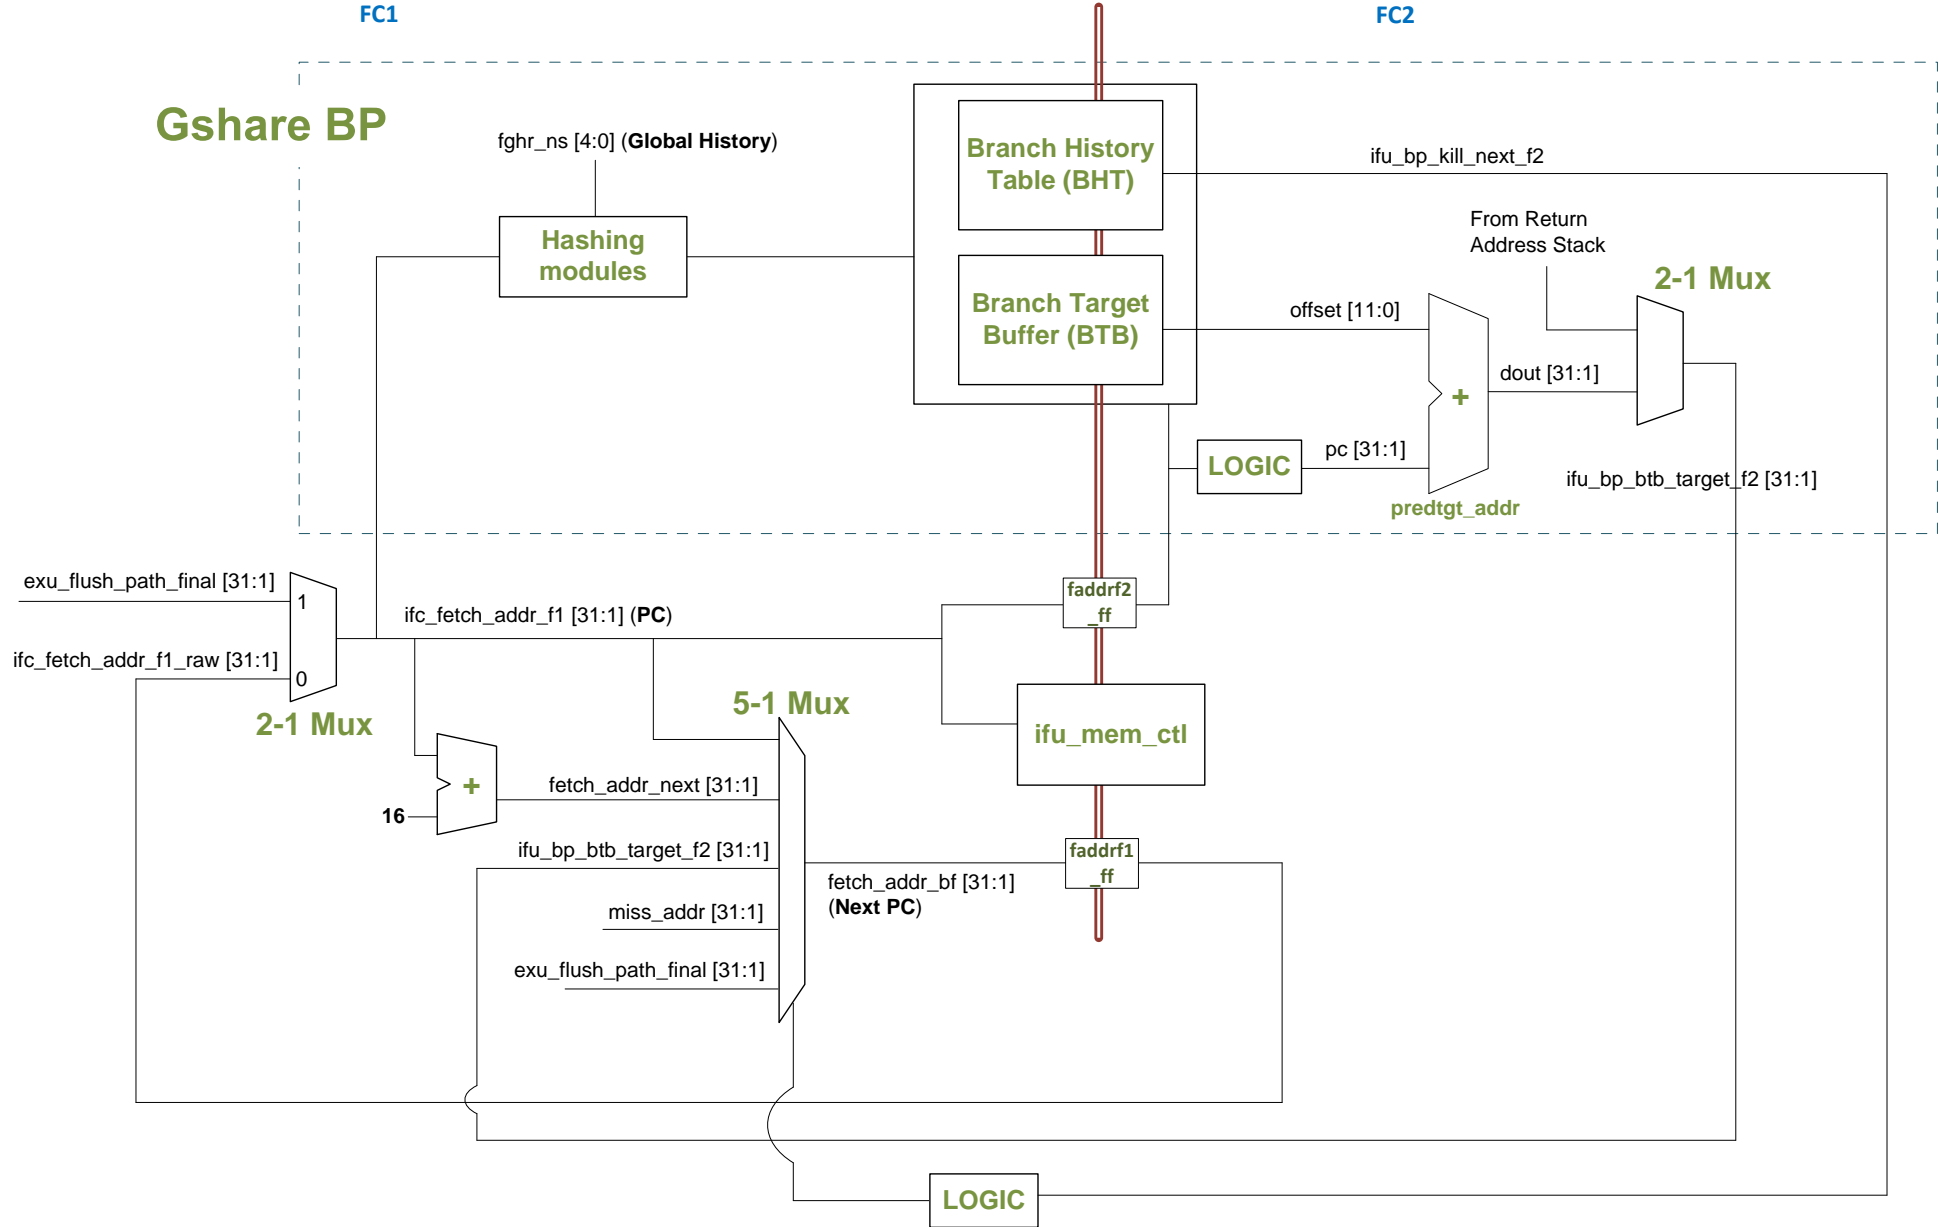 FC1
FC2
Gshare BP
fghr_ns [4:0] (Global History)
Branch History
Table (BHT)
ifu_bp_kill_next_f2
From Return
Address Stack
Hashing
modules
2-1 Mux
Branch Target
Buffer (BTB)
offset [11:0]
dout [31:1]
+
LOGIC
pc [31:1]
ifu_bp_btb_target_f2 [31:1]
predtgt_addr
exu_flush_path_final [31:1]
1
faddrf2
_ff
ifc_fetch_addr_f1 [31:1] (PC)
ifc_fetch_addr_f1_raw [31:1]
0
2-1 Mux
5-1 Mux
ifu_mem_ctl
+
fetch_addr_next [31:1]
16
ifu_bp_btb_target_f2 [31:1]
faddrf1
_ff
fetch_addr_bf [31:1]
(Next PC)
miss_addr [31:1]
exu_flush_path_final [31:1]
LOGIC